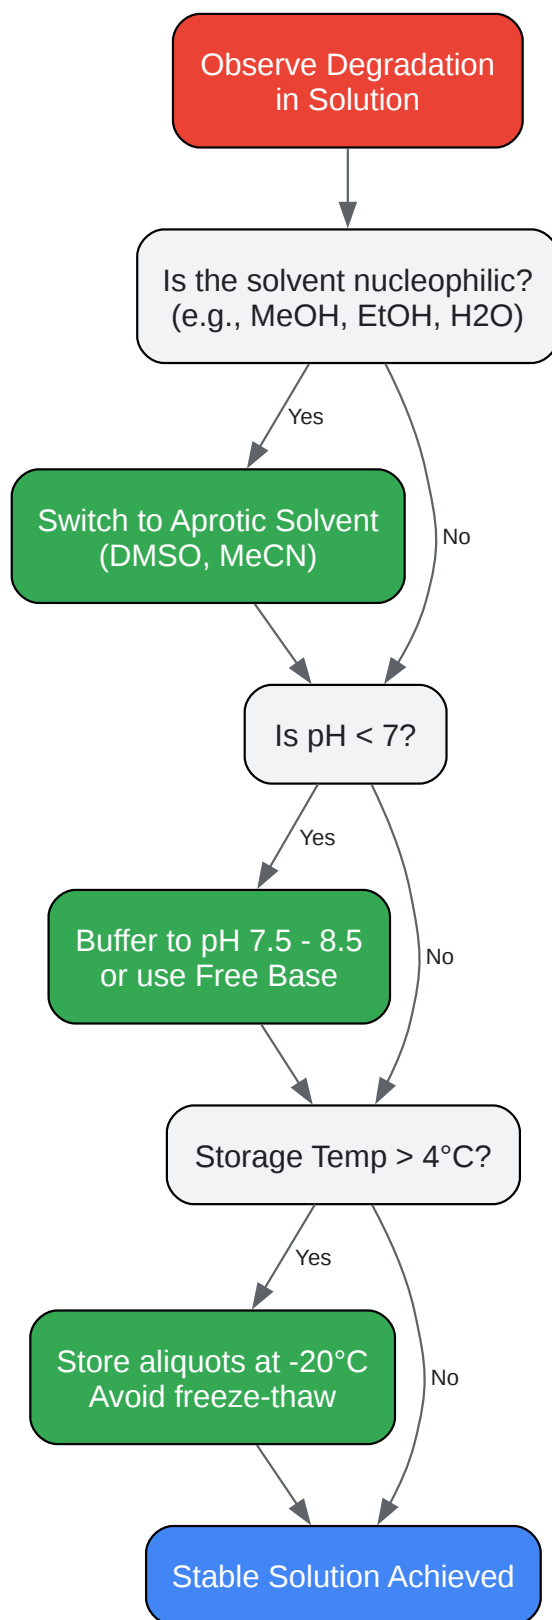 Observe Degradation
in Solution
Is the solvent nucleophilic?
(e.g., MeOH, EtOH, H2O)
Yes
Switch to Aprotic Solvent
(DMSO, MeCN)
No
Is pH < 7?
Yes
Buffer to pH 7.5 - 8.5
or use Free Base
No
Storage Temp > 4°C?
Yes
Store aliquots at -20°C
Avoid freeze-thaw
No
Stable Solution Achieved